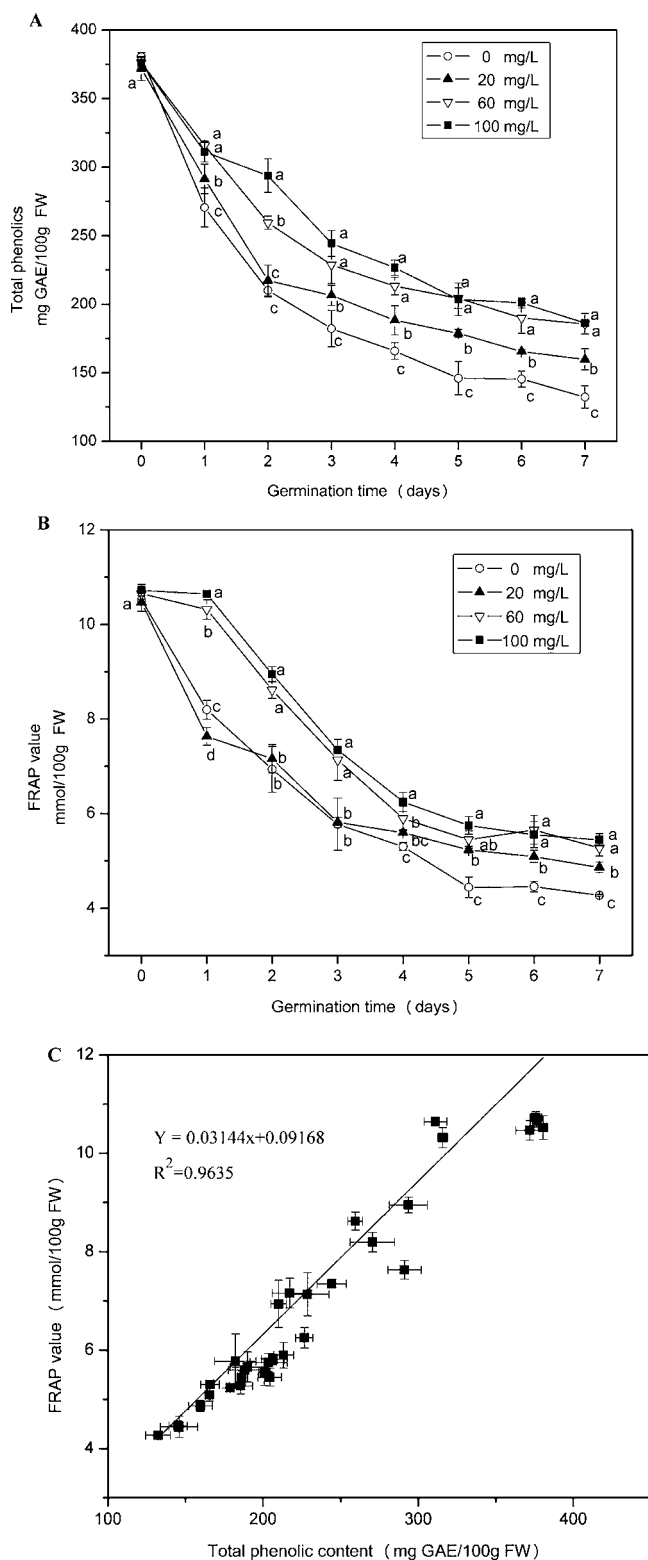 A
400
350
300
250
200
150
100
Total phenolics
mg GAE/100g FW
0 mg/L
20 mg/L
60 mg/L
100 mg/L
a
a
a
b
c
a
b
c
c
a
a
b
c
a
a
b
c
a
a
b
c
a
a
b
c
a
b
c
0 1 2 3 4 5 6 7
Germination time (days)
B
12
10
8
6
4
FRAP value
mmol/100g FW
0 mg/L
20 mg/L
60 mg/L
100 mg/L
a
a
b
c
d
a
a
b
b
a
a
b
b
a
b
bc
c
a
ab
b
c
a
a
b
c
a
a
b
c
0 1 2 3 4 5 6 7
Germination time (days)
C
12
10
8
6
4
FRAP value (mmol/100g FW)
Y = 0.03144x+0.09168
R2=0.9635
100 200 300 400
Total phenolic content (mg GAE/100g FW)